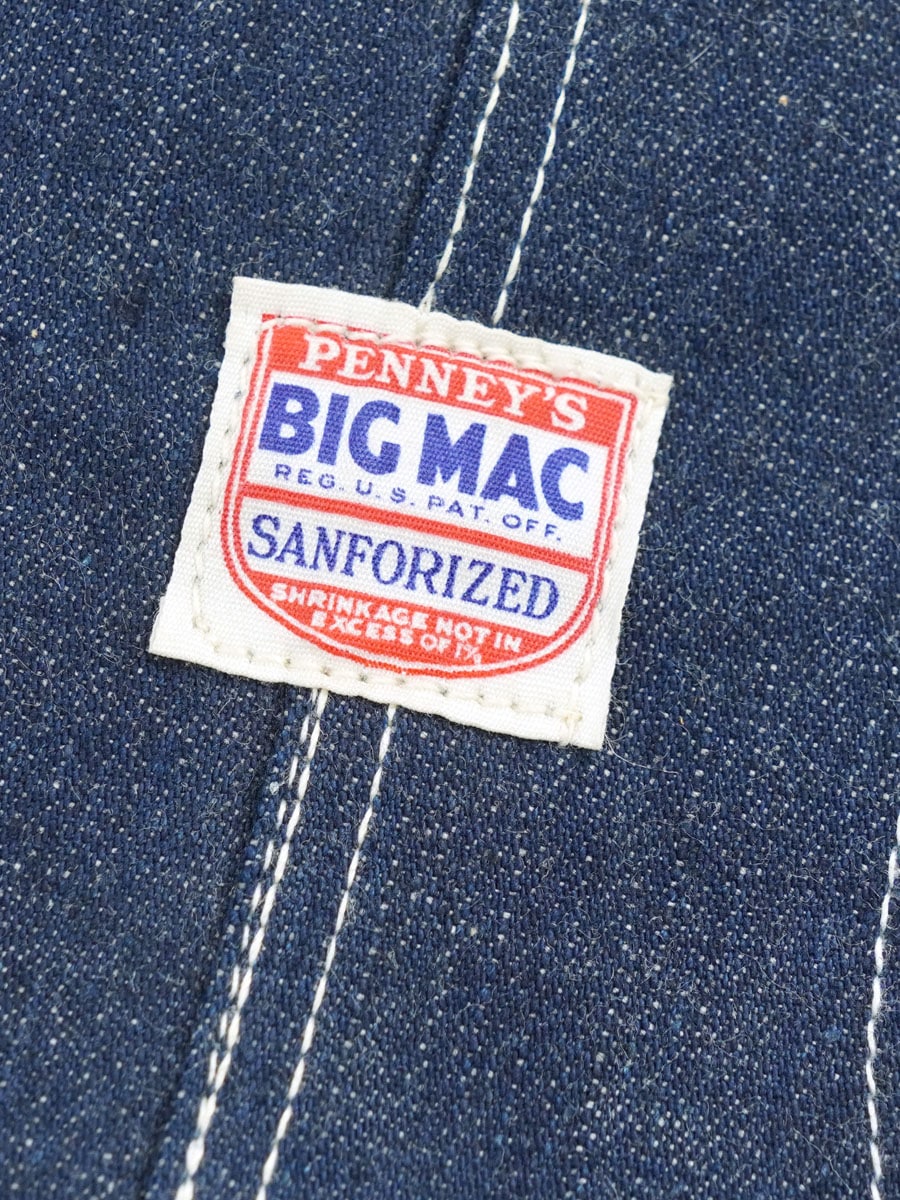 PENNEY'S
BIG MAC
REG. U.S. PAT. OFF.
SANFORIZED
SHRINKAGE NOT IN
EXCESS OF 1%